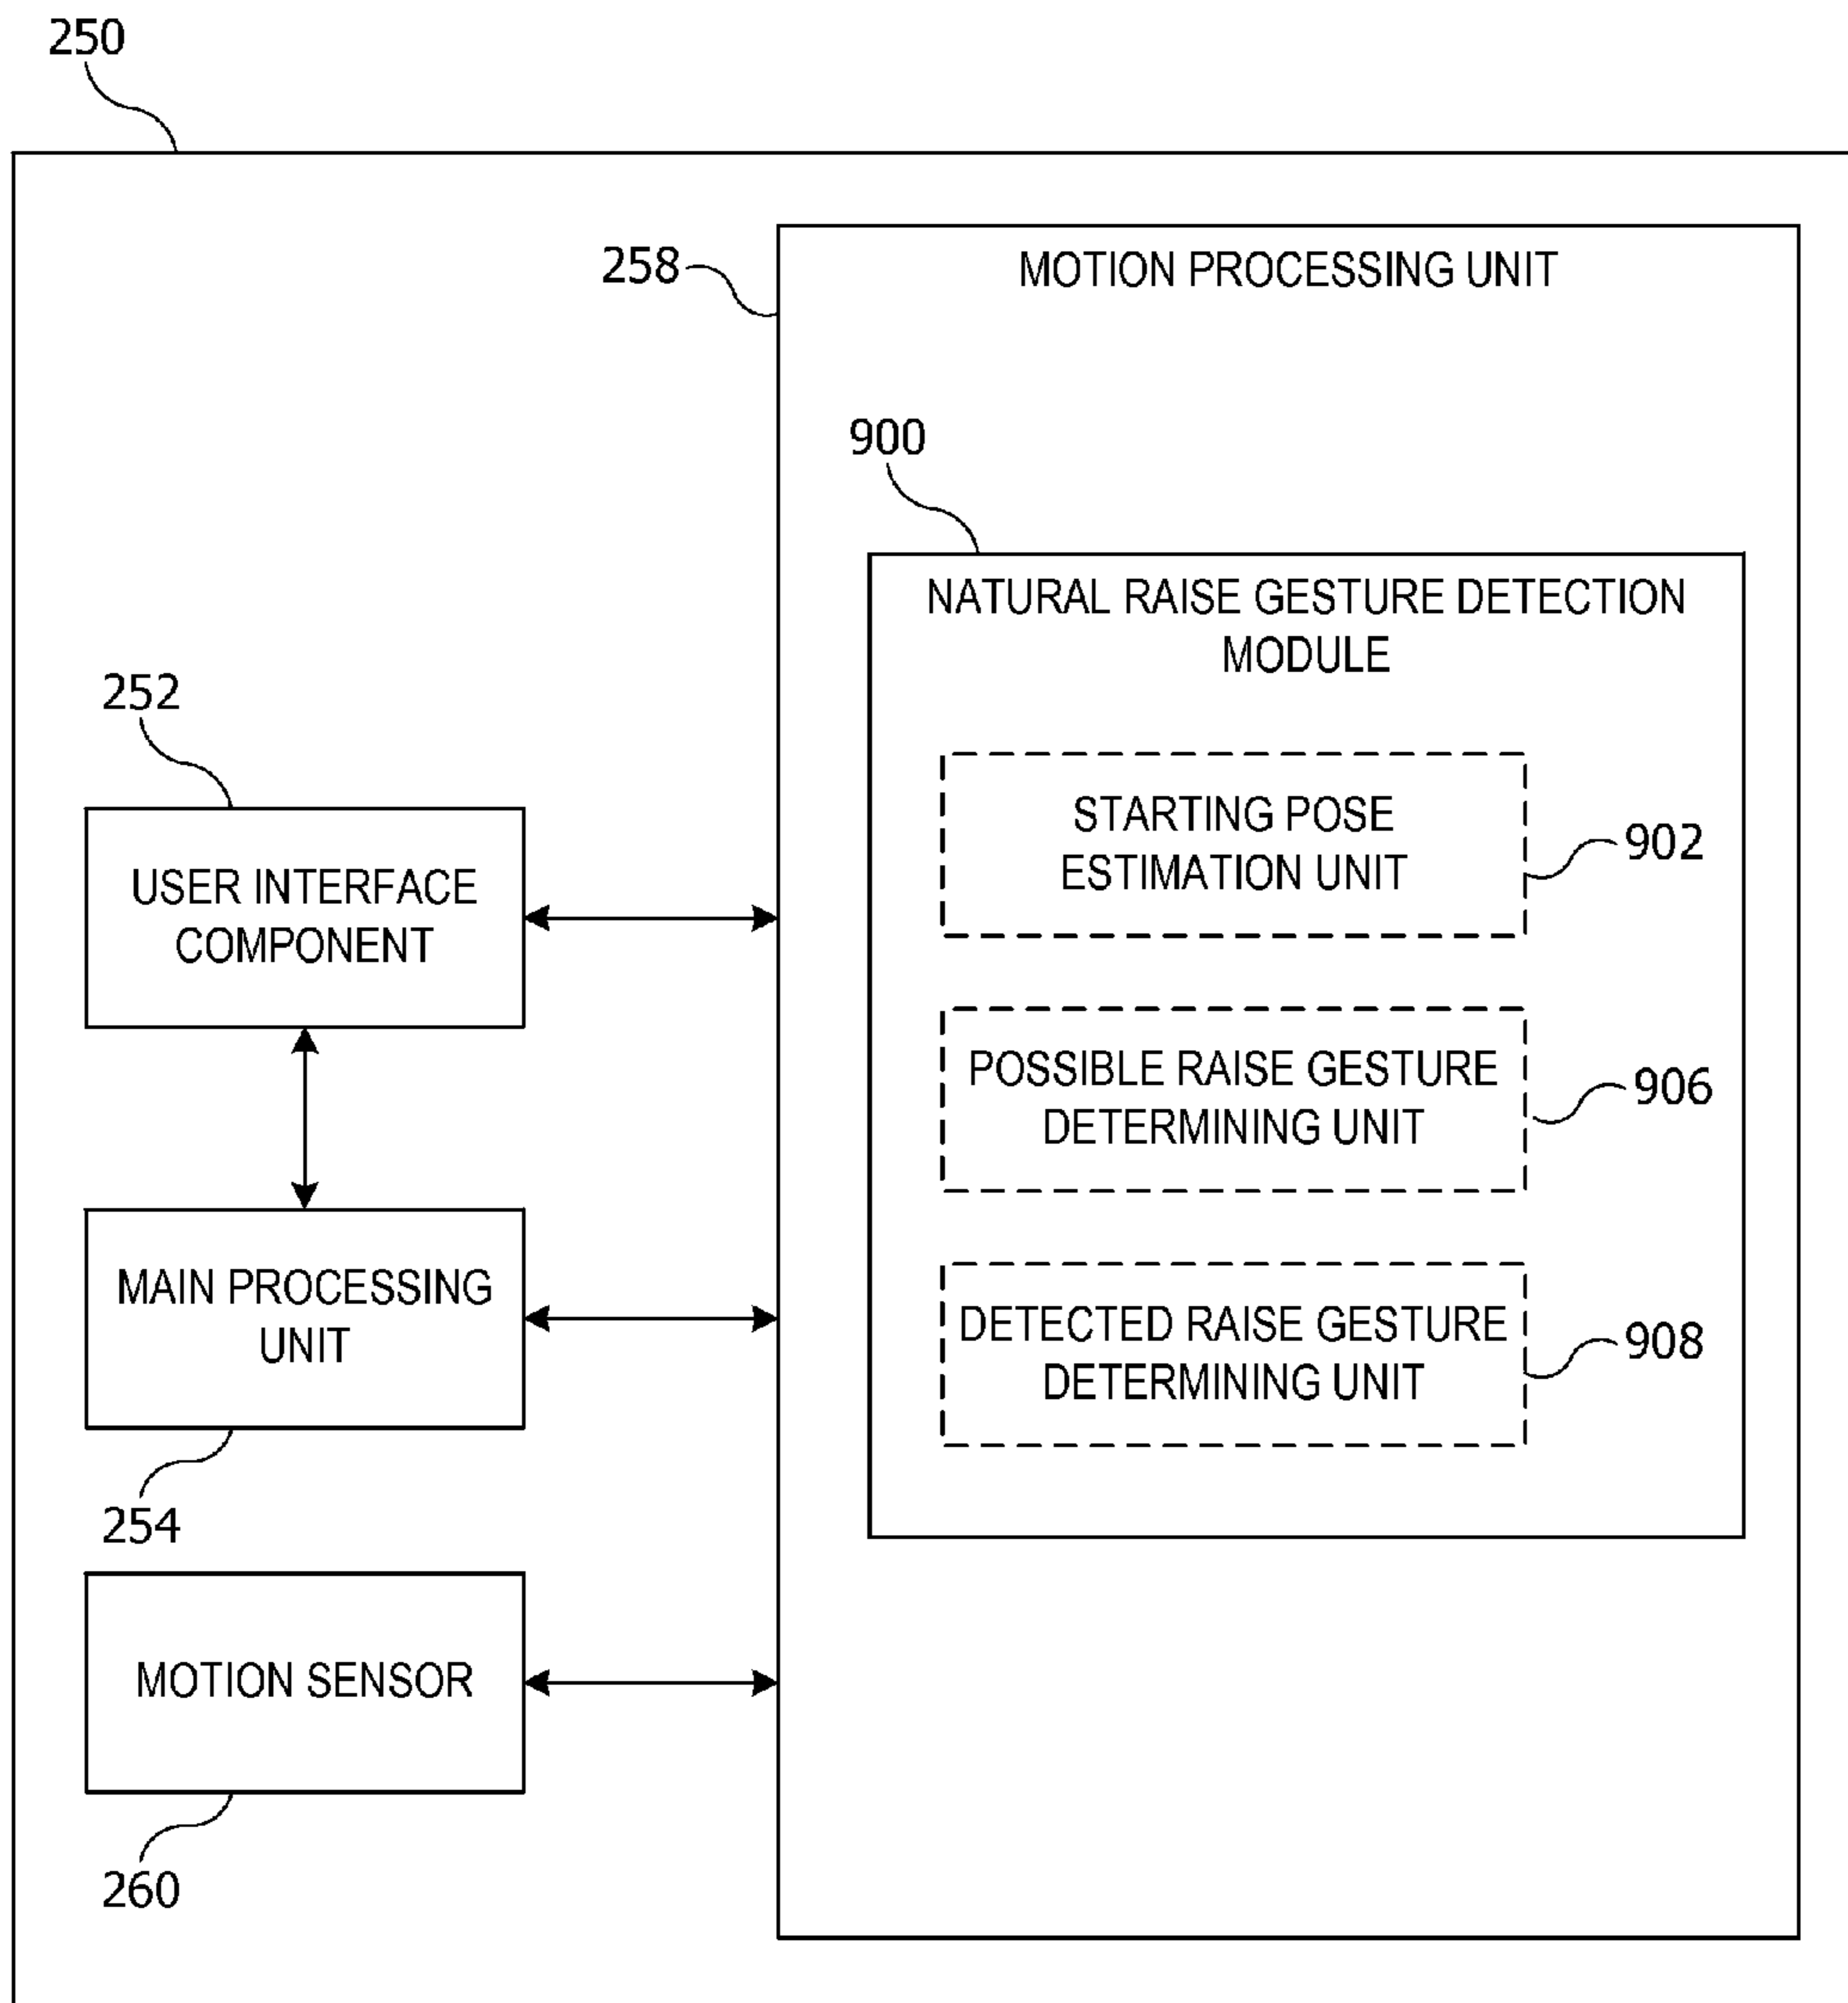 250
258
MOTION PROCESSING UNIT
900
NATURAL RAISE GESTURE DETECTION
MODULE
252
STARTING POSE
ESTIMATION UNIT
902
USER INTERFACE
COMPONENT
POSSIBLE RAISE GESTURE
DETERMINING UNIT
906
MAIN PROCESSING
UNIT
DETECTED RAISE GESTURE
DETERMINING UNIT
908
254
MOTION SENSOR
260